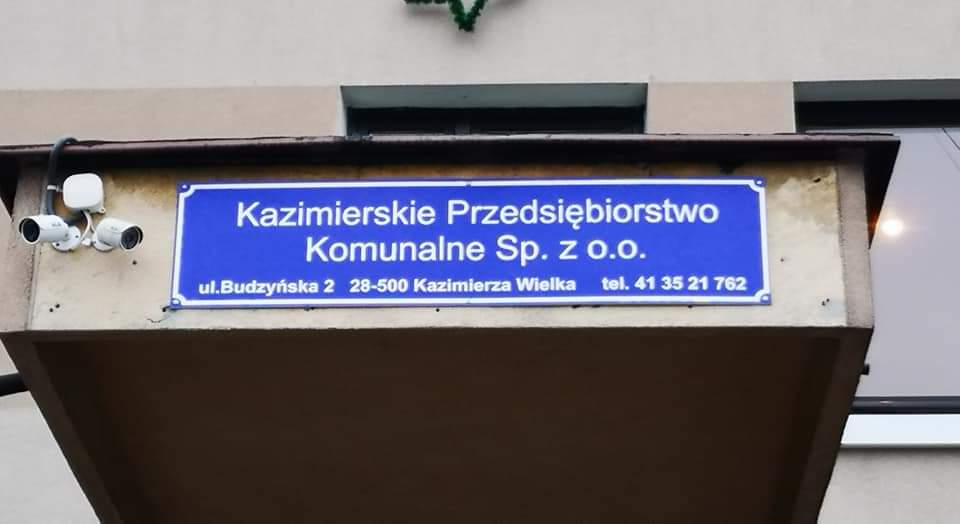 Kazimierskie Przedsiębiorstwo
Komunalne Sp. z o.o.
ul.Budzyńska 2 28-500 Kazimierza Wielka tel. 41 35 21 762